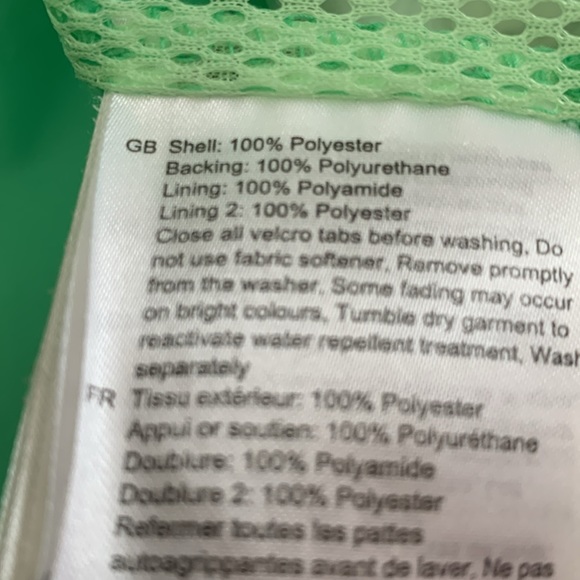 GB Shell: 100% Polyester
Backing: 100% Polyurethane
Lining: 100% Polyamide
Lining 2: 100% Polyester
Close all velcro tabs before washing, Do
not use fabric softener, Remove promptly
from the washer, Some fading may occur
on bright colours, Tumble dry garment to
reactivate water repellent treatment, Wash
separately
FR Tissu extérieur: 100% Polyester
Appui or soutien: 100% Polyuréthane
Doublure: 100% Polyamide
Doublure 2: 100% Polyester
Refermer toutes les pattes
autoagrippantes avant de laver, Ne pas